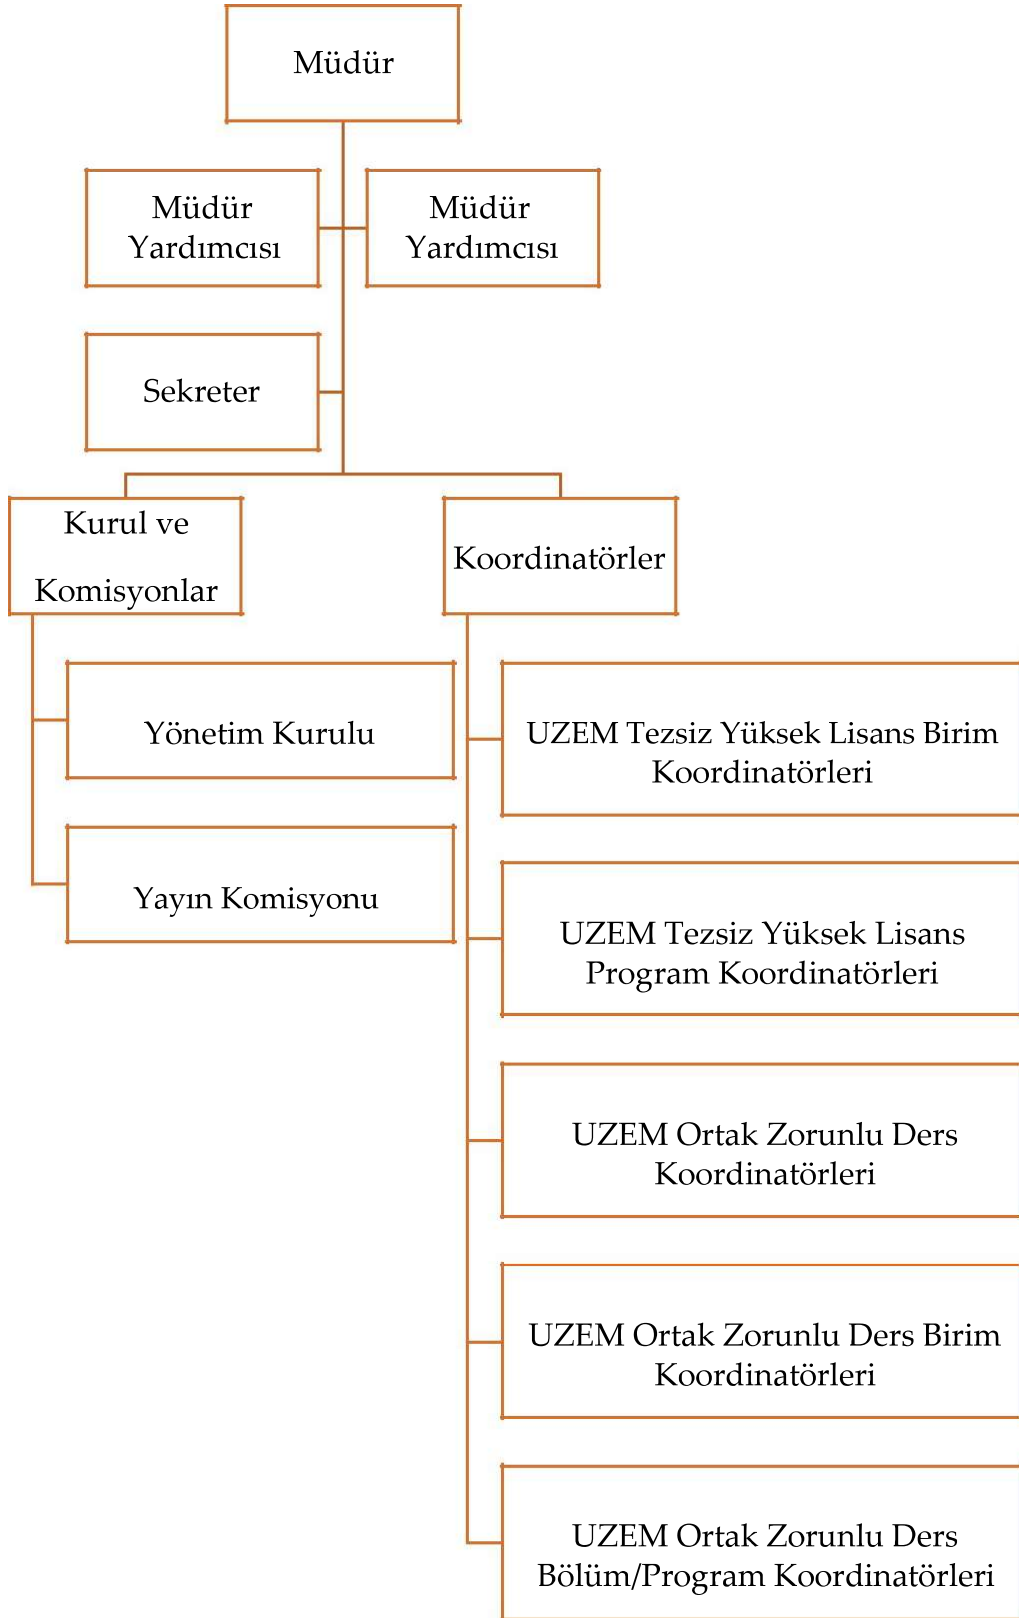 Müdür
Müdür
Yardımcısı
Müdür
Yardımcısı
Sekreter
Kurul ve
Komisyonlar
Koordinatörler
Yönetim Kurulu
Yayın Komisyonu
UZEM Tezsiz Yüksek Lisans Birim
Koordinatörleri
UZEM Tezsiz Yüksek Lisans
Program Koordinatörleri
UZEM Ortak Zorunlu Ders
Koordinatörleri
UZEM Ortak Zorunlu Ders Birim
Koordinatörleri
UZEM Ortak Zorunlu Ders
Bölüm/Program Koordinatörleri